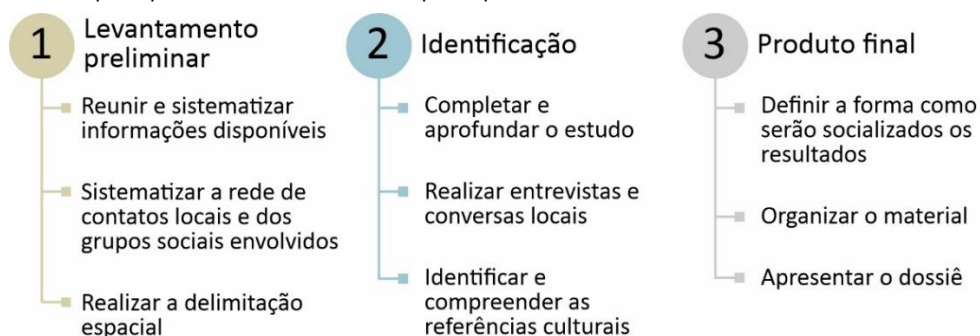 1
Levantamento
preliminar
Reunir e sistematizar
informações disponíveis
Sistematizar a rede de
contatos locais e dos
grupos sociais envolvidos
Realizar a delimitação
espacial
2
Identificação
Completar e
aprofundar o estudo
Realizar entrevistas e
conversas locais
Identificar e
compreender as
referências culturais
3
Produto final
Definir a forma como
serão socializados os
resultados
Organizar o material
Apresentar o dossiê